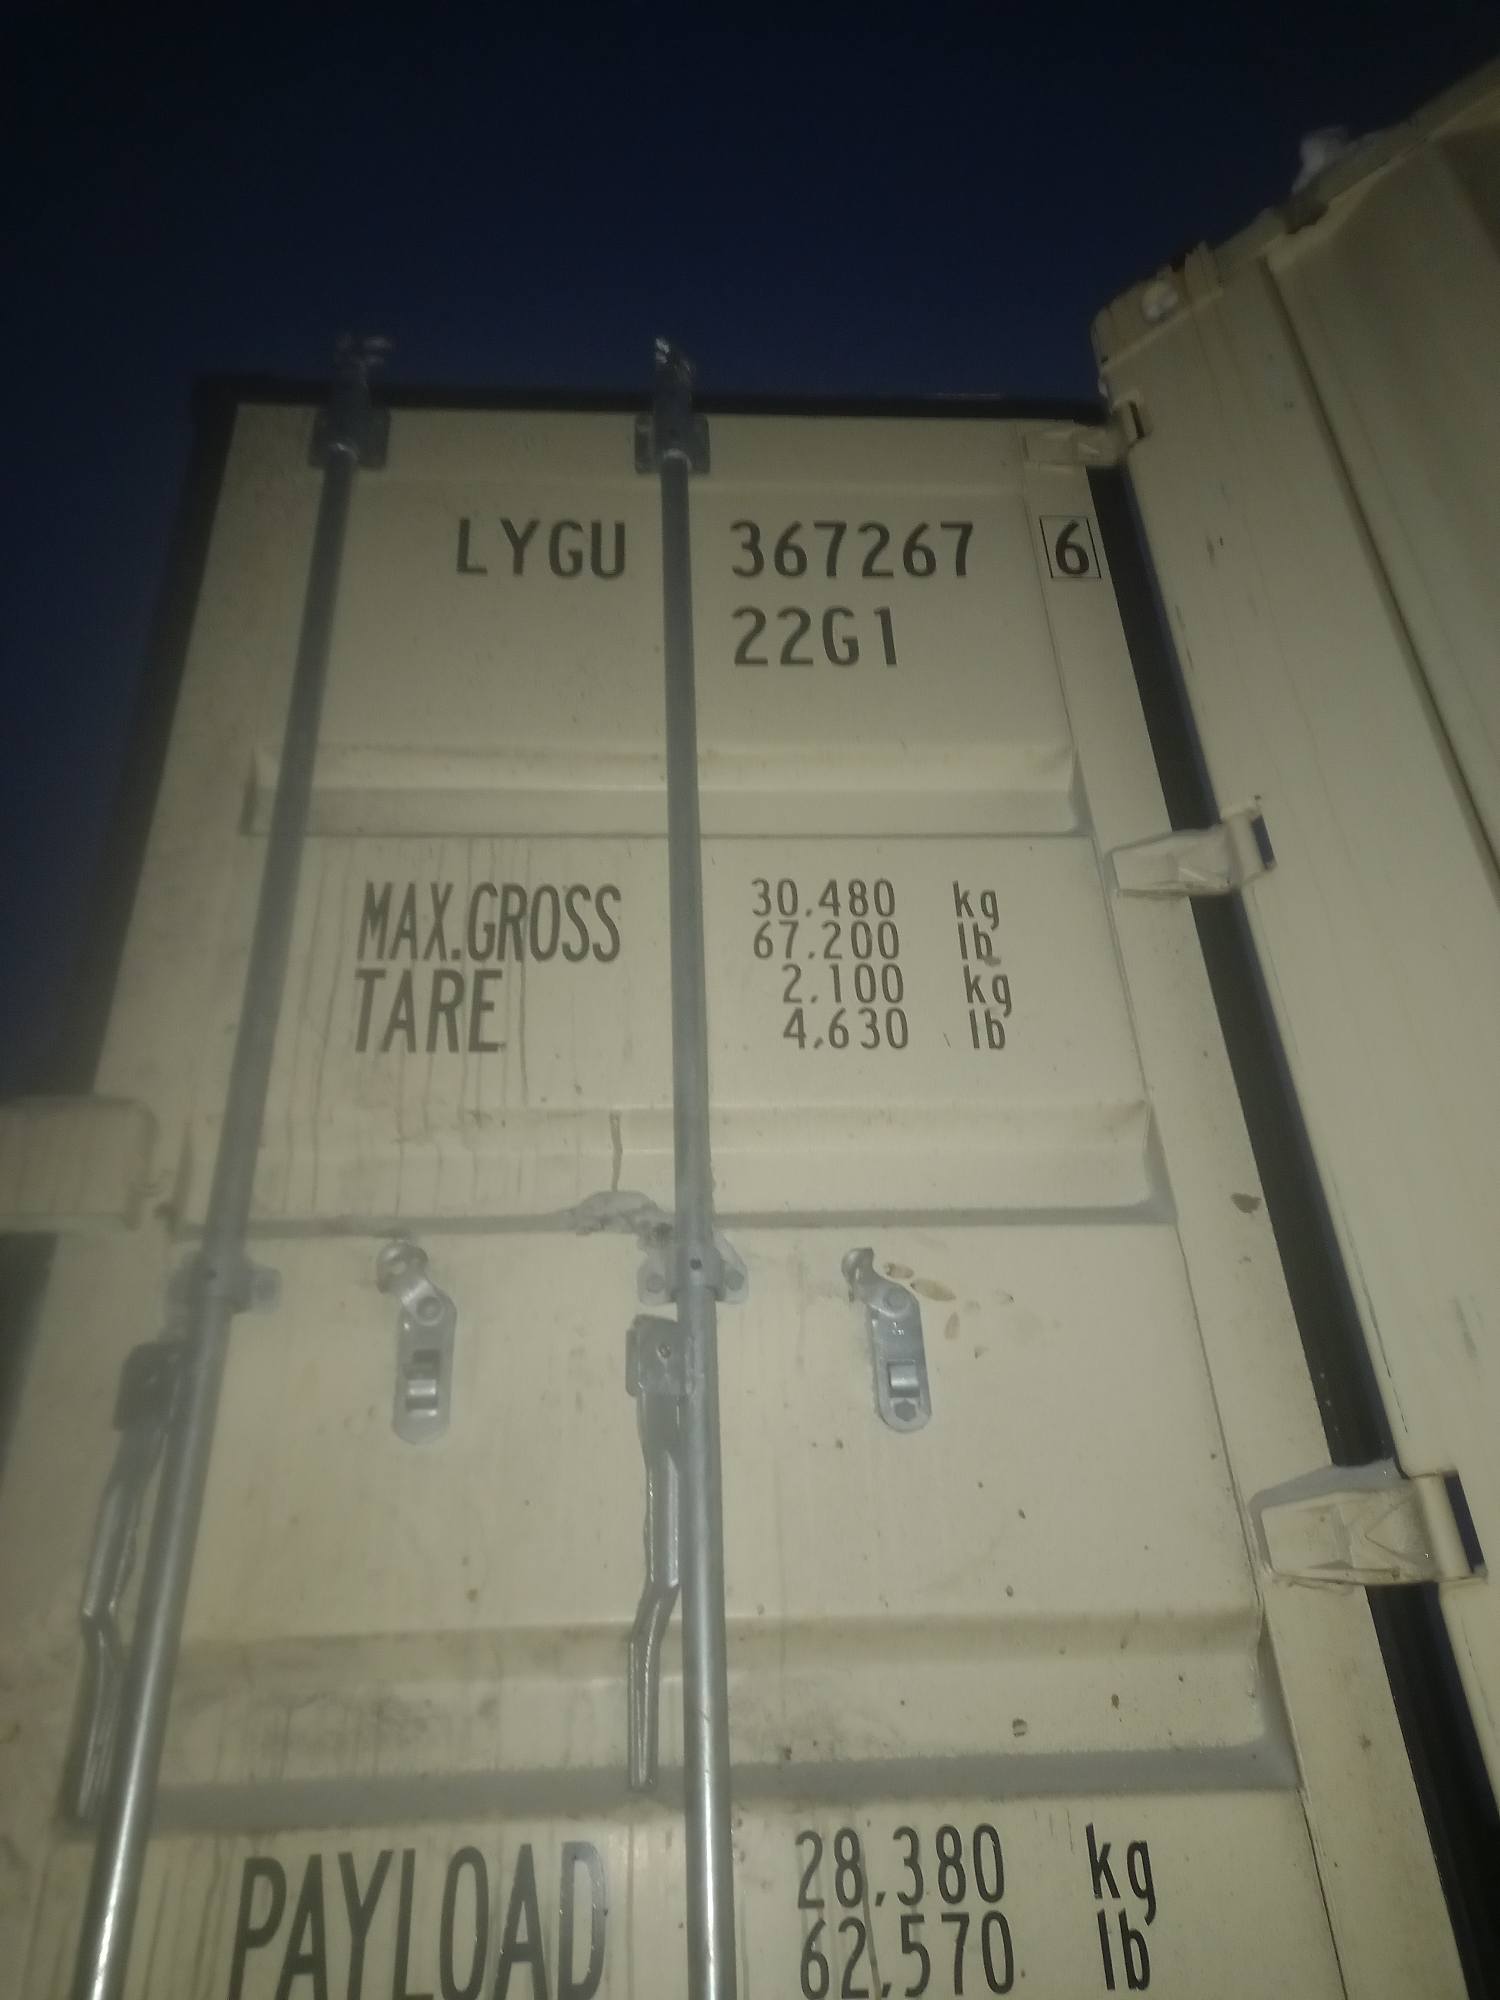 LYGU 367267 6
22G1
MAX.GROSS 30.480 kg
67.200 lb
TARE 2.100 kg
4.630 lb
PAYLOAD 28.380 kg
62.570 lb